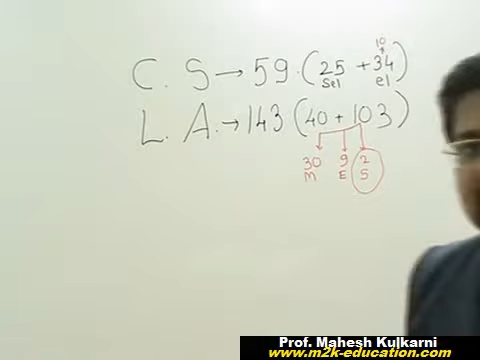 10
C. S → 59. (25 + 34)
Sel el
L. A. → 143 (40 + 103)
30 9 2
M E S
Prof. Mahesh Kulkarni
www.m2k-education.com